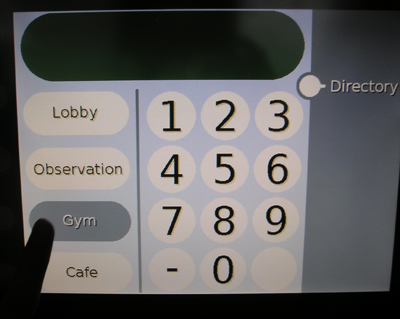 Directory
Lobby
1 2 3
Observation
4 5 6
Gym
7 8 9
Cafe
- 0